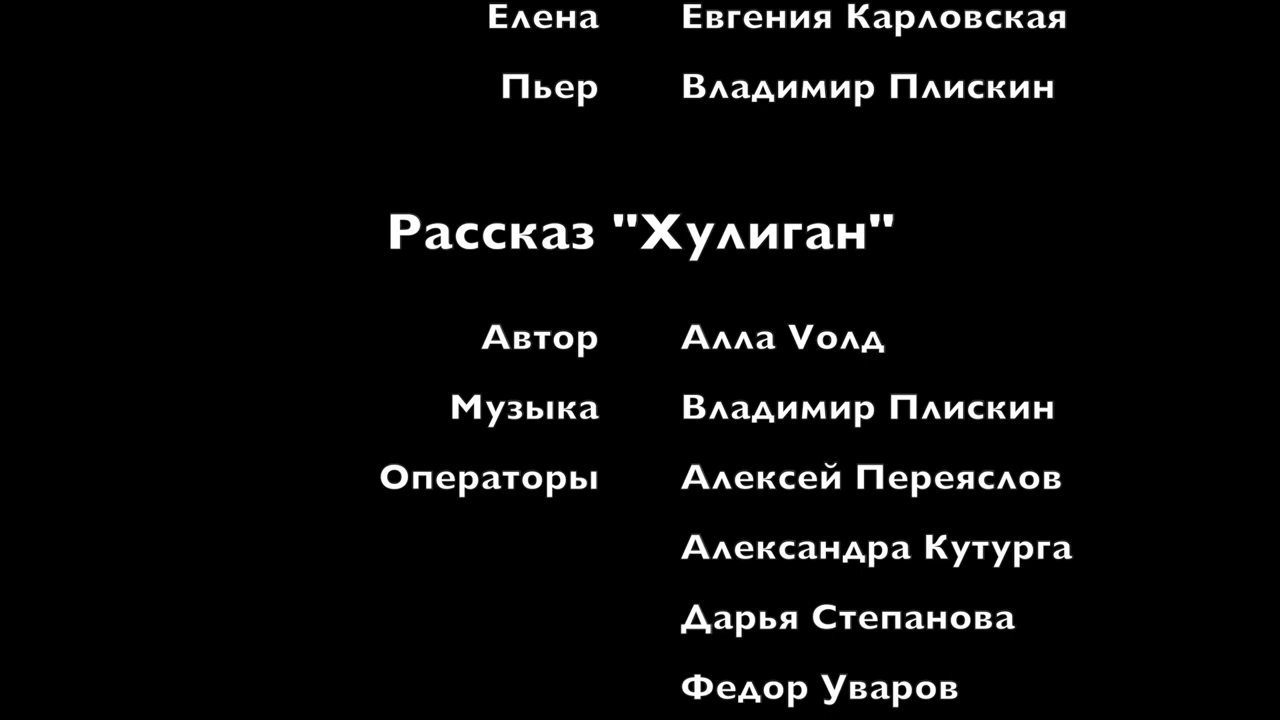 Елена Евгения Карловская
Пьер Владимир Плискин
Рассказ "Хулиган"
Автор Алла Vолд
Музыка Владимир Плискин
Операторы Алексей Переяслов
Александра Кутурга
Дарья Степанова
Федор Уваров